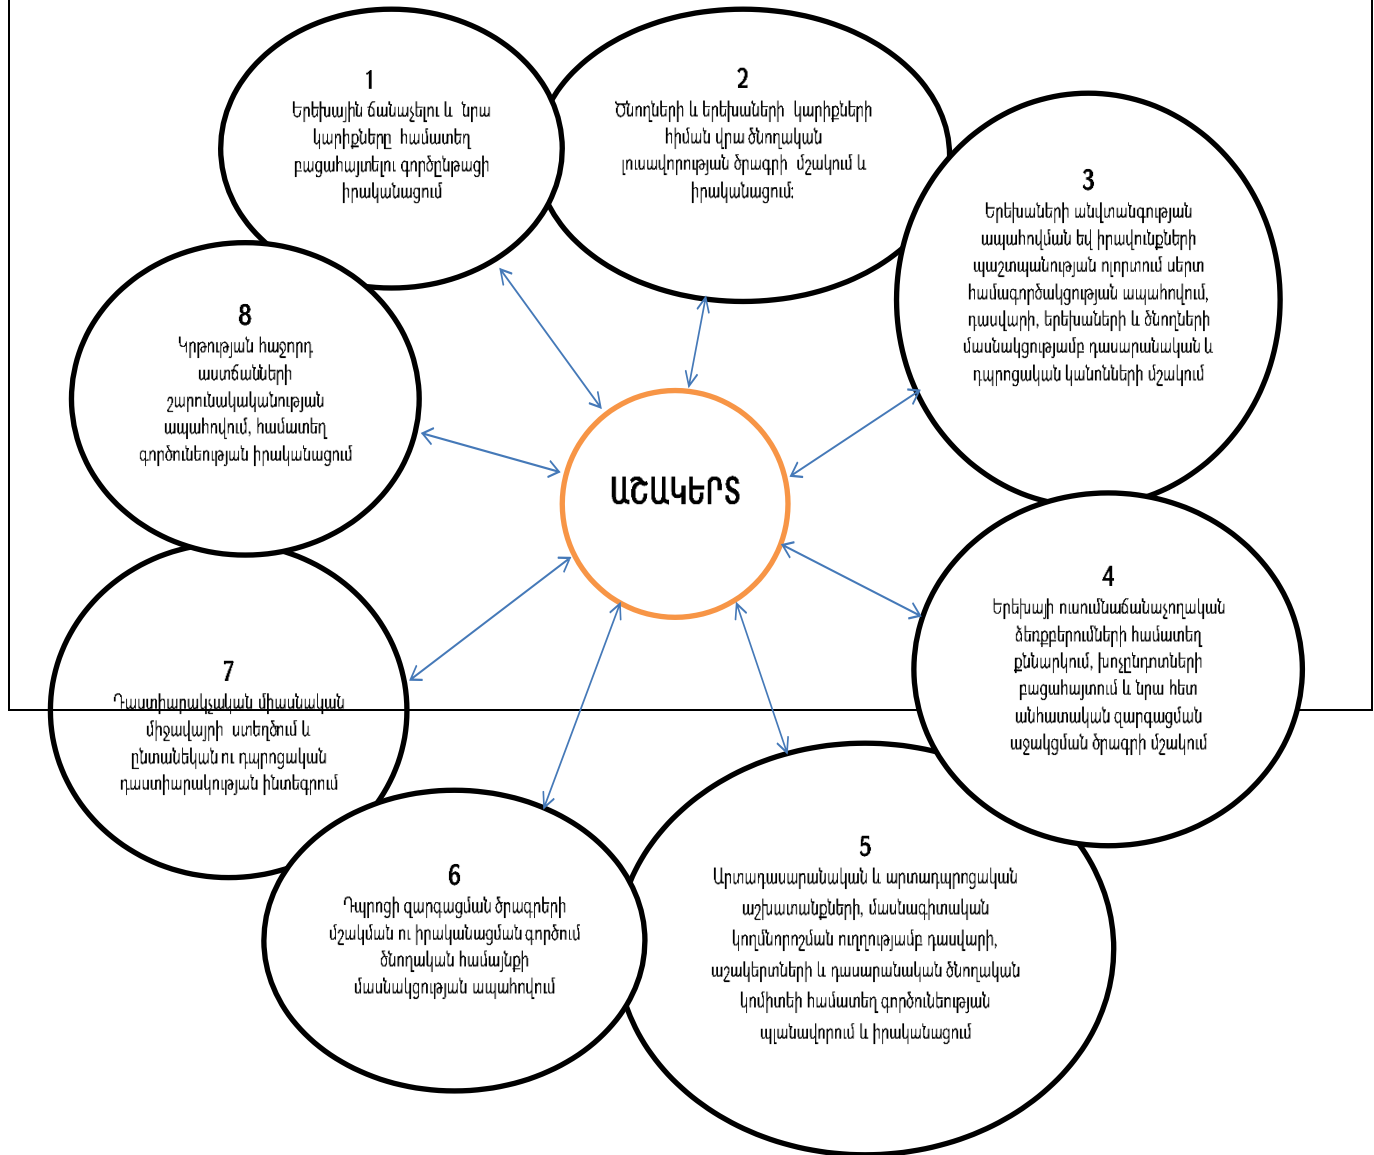 1
Երեխային ճանաչելու և նրա
կարիքները համատեղ
բացահայտելու գործընթացի
իրականացում
2
Ծնողների և երեխաների կարիքների
հիման վրա ծնողական
լուսավորության ծրագրի մշակում և
իրականացում:
3
Երեխաների անվտանգության
ապահովման եվ իրավունքների
պաշտպանության ոլորտում սերտ
համագործակցության ապահովում,
դասվարի, երեխաների և ծնողների
մասնակցությամբ դասարանական և
դպրոցական կանոնների մշակում
8
Կրթության հաջորդ
աստճանների
շարունակականության
ապահովում, համատեղ
գործունեության իրականացում
ԱՇԱԿԵՐՏ
4
Երեխայի ուսումնաճանաչողական
ձեռքբերումների համատեղ
քննարկում, խոչընդոտների
բացահայտում և նրա հետ
անհատական զարգացման
աջակցման ծրագրի մշակում
7
Դաստիարակչական միասնական
միջավայրի ստեղծում և
ընտանեկան ու դպրոցական
դաստիարակության ինտեգրում
6
Դպրոցի զարգացման ծրագրերի
մշակման ու իրականացման գործում
ծնողական համայնքի
մասնակցության ապահովում
5
Արտադասարանական և արտադպրոցական
աշխատանքների, մասնագիտական
կողմնորոշման ուղղությամբ դասվարի,
աշակերտների և դասարանական ծնողական
կոմիտեի համատեղ գործունեության
պլանավորում և իրականացում